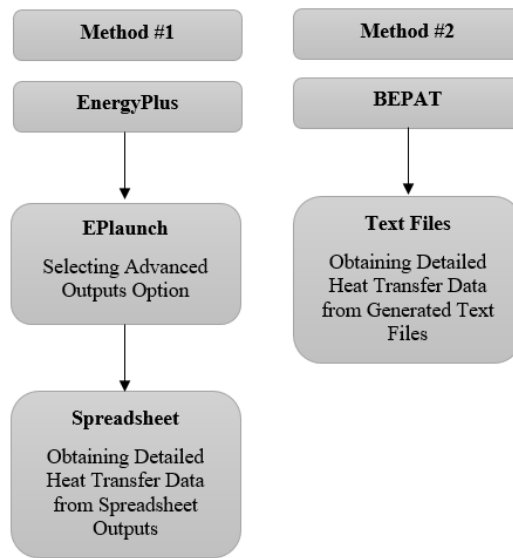 Method #1
EnergyPlus
EPlaunch
Selecting Advanced
Outputs Option
Spreadsheet
Obtaining Detailed
Heat Transfer Data
from Spreadsheet
Outputs
Method #2
BEPAT
Text Files
Obtaining Detailed
Heat Transfer Data
from Generated Text
Files